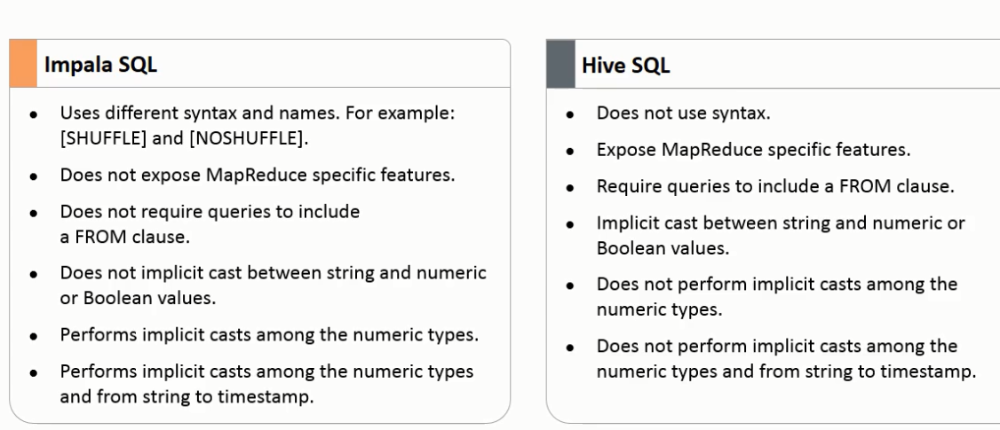 Impala SQL
● Uses different syntax and names. For example:
[SHUFFLE] and [NOSHUFFLE].
● Does not expose MapReduce specific features.
● Does not require queries to include
a FROM clause.
● Does not implicit cast between string and numeric
or Boolean values.
● Performs implicit casts among the numeric types.
● Performs implicit casts among the numeric types
and from string to timestamp.
Hive SQL
● Does not use syntax.
● Expose MapReduce specific features.
● Require queries to include a FROM clause.
● Implicit cast between string and numeric or
Boolean values.
● Does not perform implicit casts among the
numeric types.
● Does not perform implicit casts among the
numeric types and from string to timestamp.